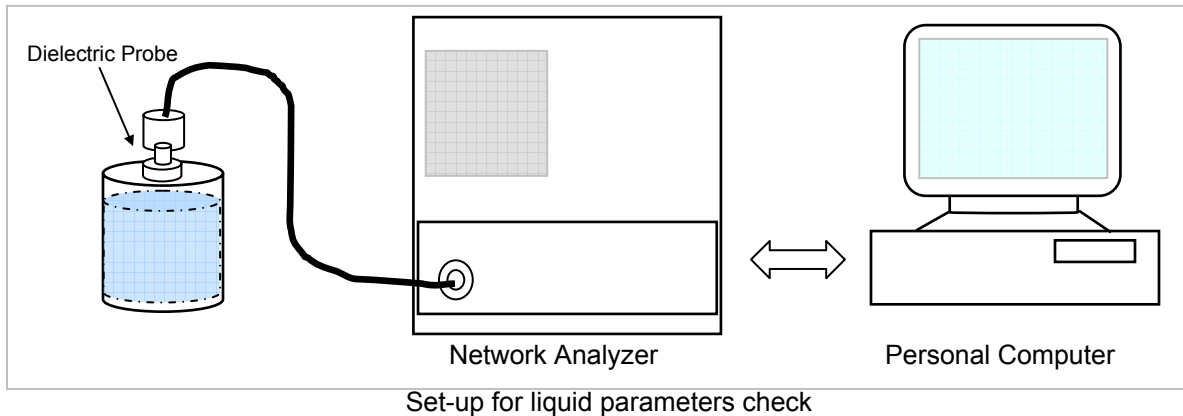 Dielectric Probe
Network Analyzer
Personal Computer
Set-up for liquid parameters check